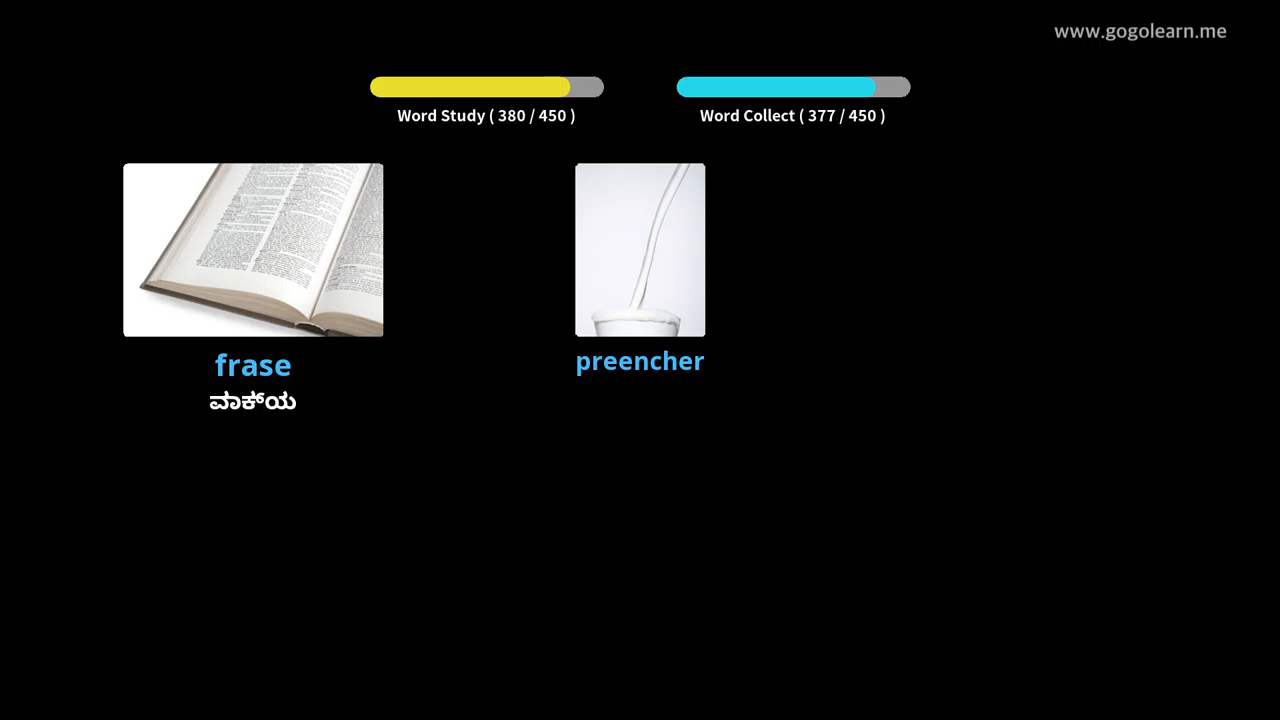 www.gogolearn.me
Word Study ( 380 / 450 )
Word Collect ( 377 / 450 )
frase
preencher
ವಾಕ್‌ಯ